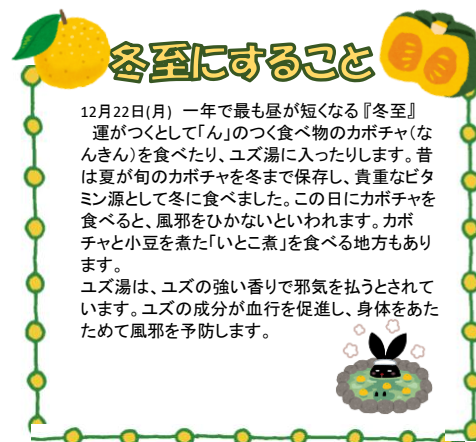 冬至にすること
12月22日(月) 一年で最も昼が短くなる『冬至』
運がつくとして「ん」のつく食べ物のカボチャ(な
んきん)を食べたり、ユズ湯に入ったりします。昔
は夏が旬のカボチャを冬まで保存し、貴重なビタ
ミン源として冬に食べました。この日にカボチャを
食べると、風邪をひかないといわれます。カボ
チャと小豆を煮た「いとこ煮」を食べる地方もあり
ます。
ユズ湯は、ユズの強い香りで邪気を払うとされて
います。ユズの成分が血行を促進し、身体をあた
ためて風邪を予防します。